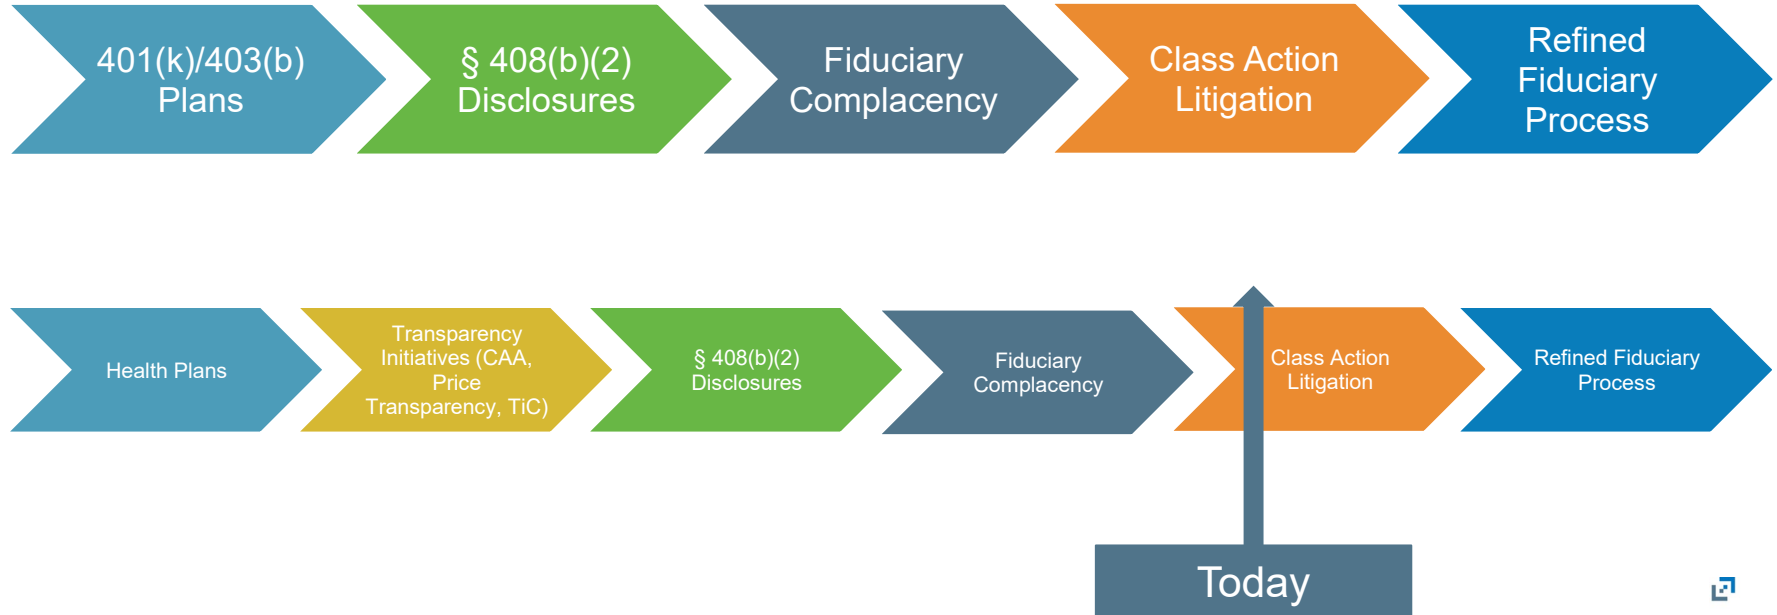 401(k)/403(b)
Plans
§ 408(b)(2)
Disclosures
Fiduciary
Complacency
Class Action
Litigation
Refined
Fiduciary
Process
Health Plans
Transparency
Initiatives (CAA,
Price
Transparency, TiC)
§ 408(b)(2)
Disclosures
Fiduciary
Complacency
Class Action
Litigation
Refined Fiduciary
Process
Today